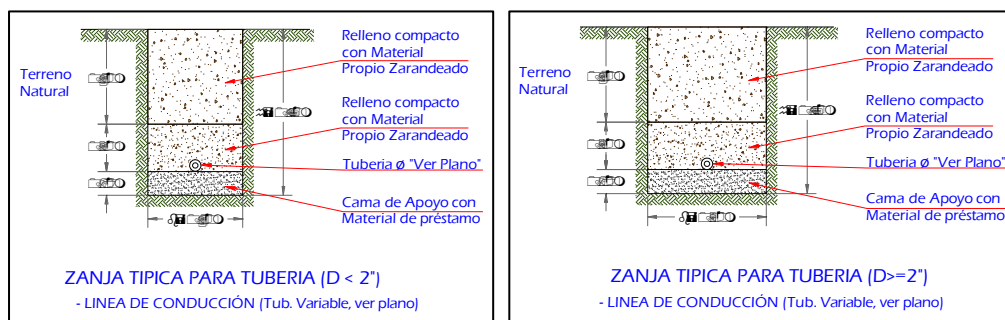 Terreno
Natural
Relleno compacto
con Material
Propio Zarandeado
Relleno compacto
con Material
Propio Zarandeado
Tuberia ø "Ver Plano"
Cama de Apoyo con
Material de préstamo
ZANJA TIPICA PARA TUBERIA (D < 2")
- LINEA DE CONDUCCIÓN (Tub. Variable, ver plano)
Terreno
Natural
Relleno compacto
con Material
Propio Zarandeado
Relleno compacto
con Material
Propio Zarandeado
Tuberia ø "Ver Plano"
Cama de Apoyo con
Material de préstamo
ZANJA TIPICA PARA TUBERIA (D>=2")
- LINEA DE CONDUCCIÓN (Tub. Variable, ver plano)